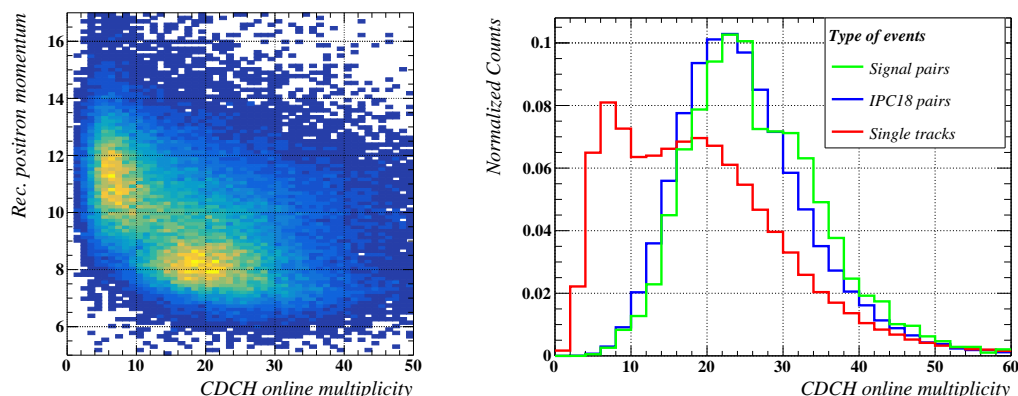 Rec. positron momentum
16
14
12
10
8
6
0 10 20 30 40 50
CDCH online multiplicity
Normalized Counts
0.1
0.08
0.06
0.04
0.02
0
0 10 20 30 40 50 60
CDCH online multiplicity
Type of events
Signal pairs
IPC18 pairs
Single tracks